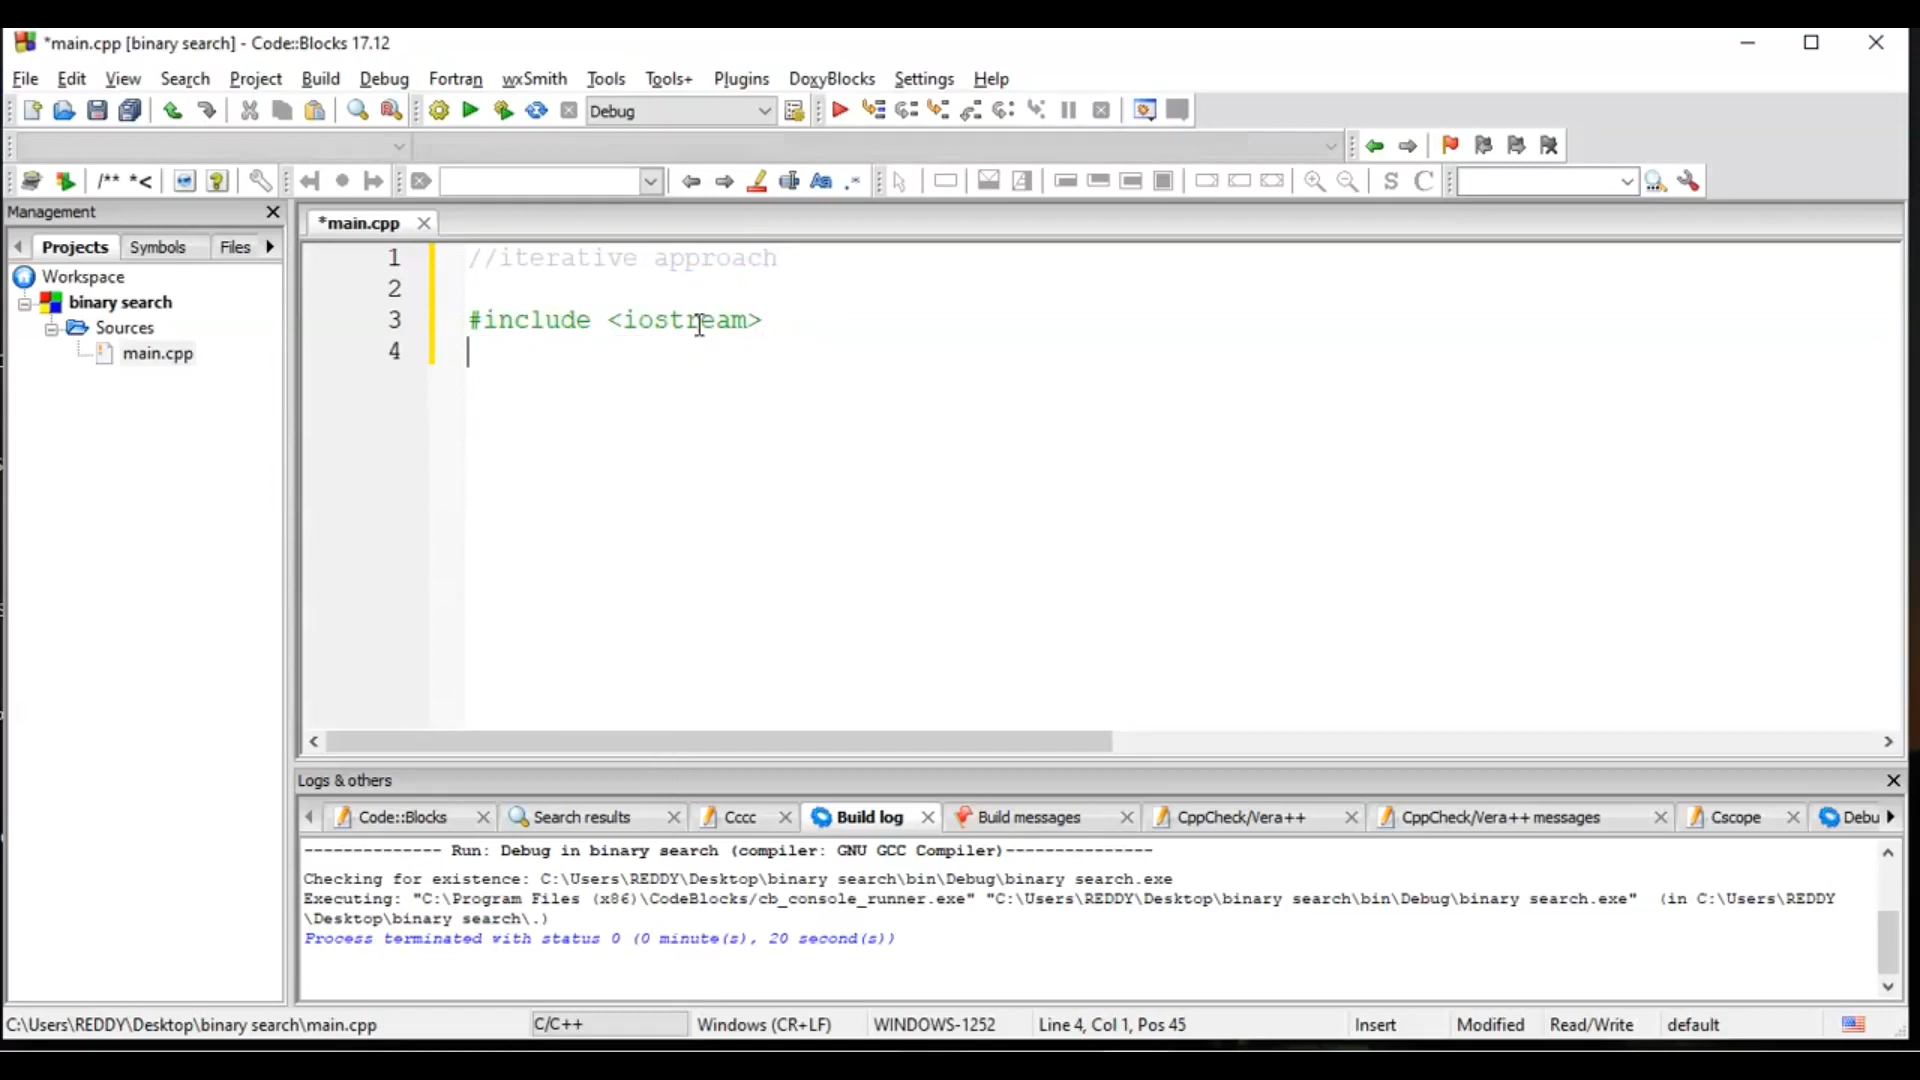 *main.cpp [binary search] - Code::Blocks 17.12
File Edit View Search Project Build Debug Fortran wxSmith Tools Tools+ Plugins DoxyBlocks Settings Help
Debug
/** *<
S C
Management
Projects Symbols Files
*main.cpp
Workspace
binary search
Sources
main.cpp
1 //iterative approach
2
3 #include <iostream>
4
Logs & others
Code::Blocks Search results Cccc Build log Build messages CppCheck/Vera++ CppCheck/Vera++ messages Cscope Debu
-------------- Run: Debug in binary search (compiler: GNU GCC Compiler)---------------
Checking for existence: C:\Users\REDDY\Desktop\binary search\bin\Debug\binary search.exe
Executing: "C:\Program Files (x86)\CodeBlocks/cb_console_runner.exe" "C:\Users\REDDY\Desktop\binary search\bin\Debug\binary search.exe"  (in C:\Users\REDDY
\Desktop\binary search\.)
Process terminated with status 0 (0 minute(s), 20 second(s))
C:\Users\REDDY\Desktop\binary search\main.cpp C/C++ Windows (CR+LF) WINDOWS-1252 Line 4, Col 1, Pos 45 Insert Modified Read/Write default